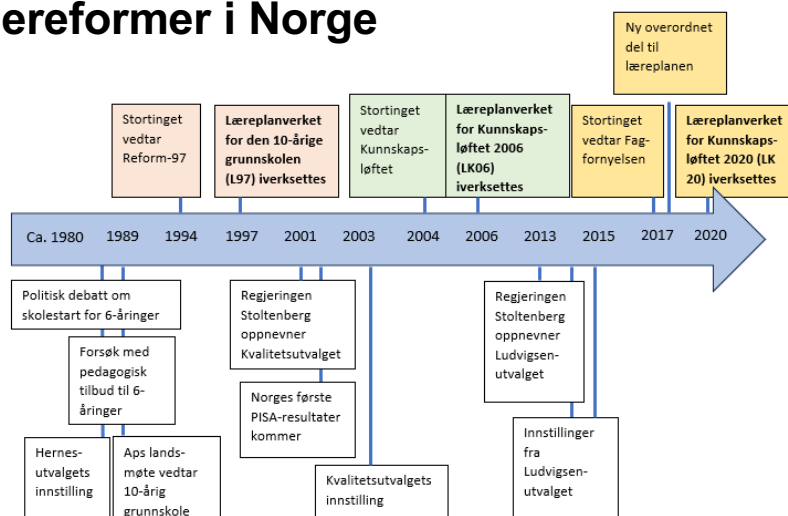 ereformer i Norge
Ny overordnet
del til
læreplanen
Stortinget
vedtar
Reform-97
Læreplanverket
for den 10-årige
grunnskolen
(L97) iverksettes
Stortinget
vedtar
Kunnskaps-
løftet
Læreplanverket
for Kunnskaps-
løftet 2006
(LK06)
iverksettes
Stortinget
vedtar Fag-
fornyelsen
Læreplanverket
for Kunnskaps-
løftet 2020 (LK
20) iverksettes
Ca. 1980 1989 1994 1997 2001 2003 2004 2006 2013 2015 2017 2020
Politisk debatt om
skolestart for 6-åringer
Forsøk med
pedagogisk
tilbud til 6-
åringer
Hernes-
utvalgets
innstilling
Aps lands-
møte vedtar
10-årig
grunnskole
Regjeringen
Stoltenberg
oppnevner
Kvalitetsutvalget
Norges første
PISA-resultater
kommer
Kvalitetsutvalgets
innstilling
Regjeringen
Stoltenberg
oppnevner
Ludvigsen-
utvalget
Innstillinger
fra
Ludvigsen-
utvalget